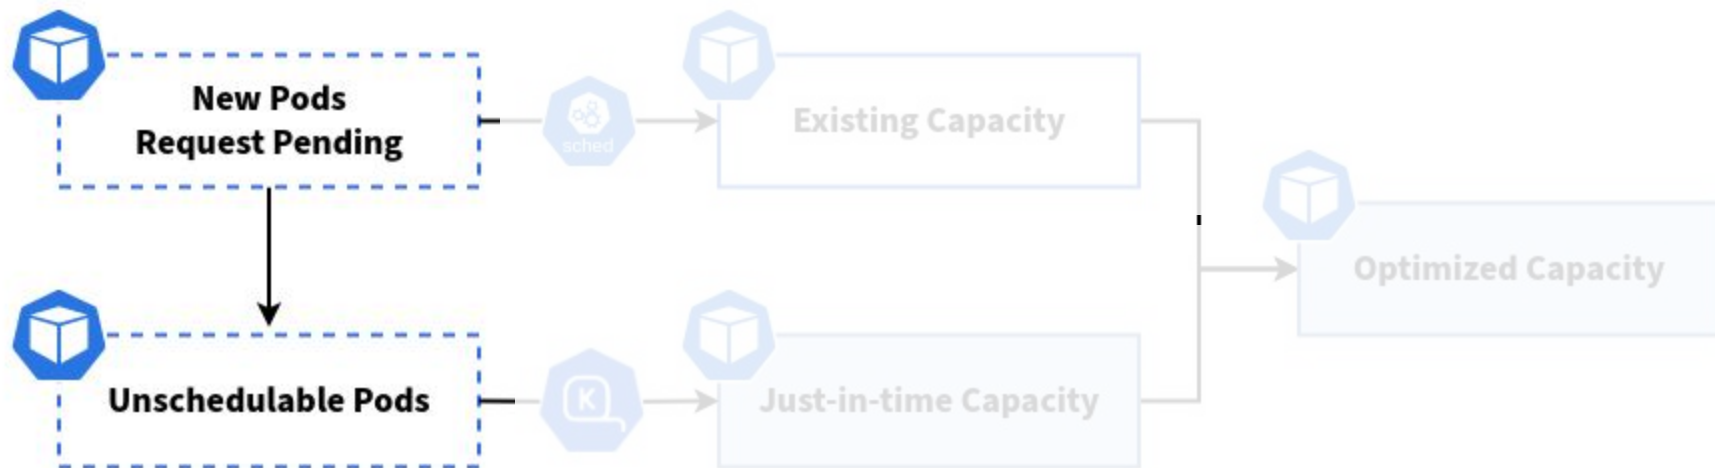 New Pods
Request Pending
sched
Existing Capacity
Optimized Capacity
Unschedulable Pods
K
Just-in-time Capacity